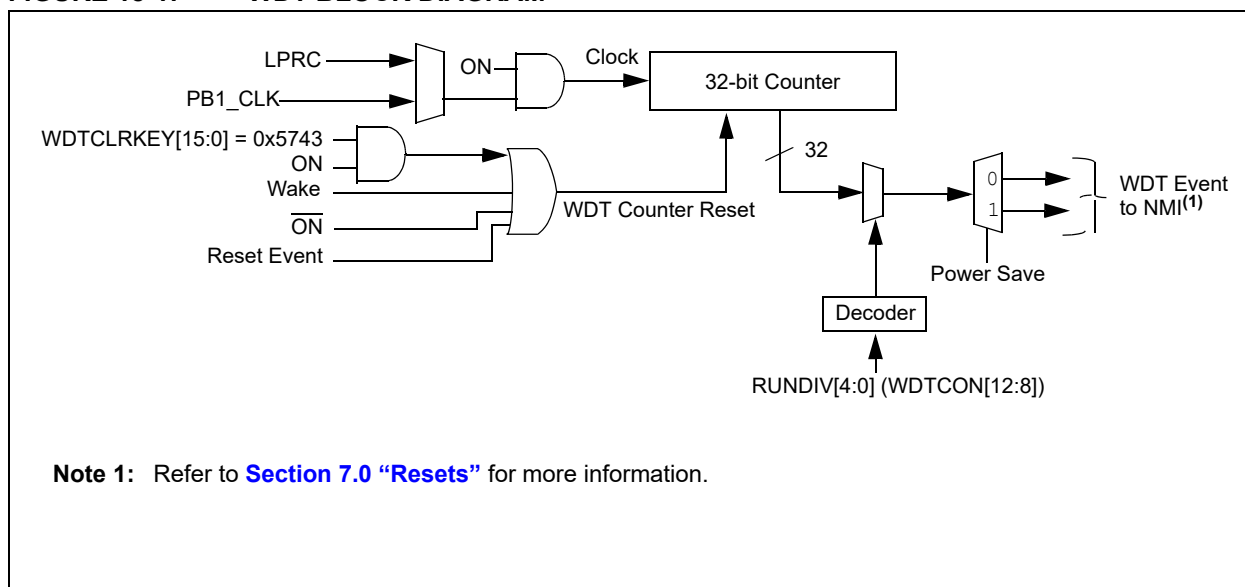 LPRC
PB1_CLK
ON
Clock
32-bit Counter
WDTCLRKEY[15:0] = 0x5743
ON
Wake
ON
Reset Event
WDT Counter Reset
32
0
1
WDT Event
to NMI(1)
Power Save
Decoder
RUNDIV[4:0] (WDTCON[12:8])
Note 1: Refer to Section 7.0 “Resets” for more information.